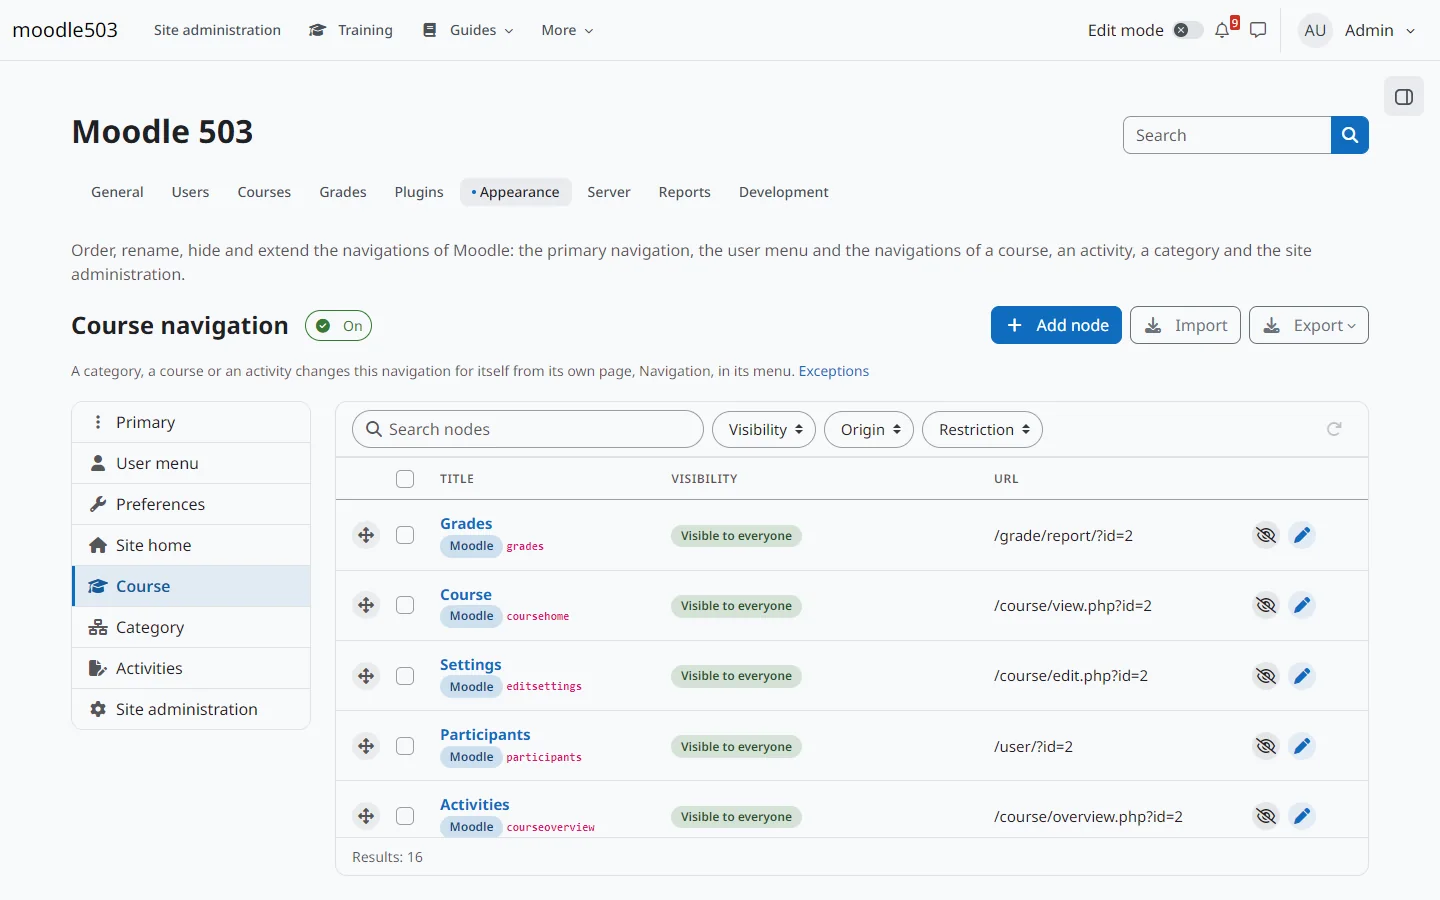 moodle503 Site administration Training Guides More Edit mode 9 AU Admin
Moodle 503
Search
General Users Courses Grades Plugins Appearance Server Reports Development
Order, rename, hide and extend the navigations of Moodle: the primary navigation, the user menu and the navigations of a course, an activity, a category and the site
administration.
Course navigation On Add node Import Export
A category, a course or an activity changes this navigation for itself from its own page, Navigation, in its menu. Exceptions
Primary
User menu
Preferences
Site home
Course
Category
Activities
Site administration
Search nodes Visibility Origin Restriction
TITLE VISIBILITY URL
Grades
Moodle grades Visible to everyone /grade/report/?id=2
Course
Moodle coursehome Visible to everyone /course/view.php?id=2
Settings
Moodle editsettings Visible to everyone /course/edit.php?id=2
Participants
Moodle participants Visible to everyone /user/?id=2
Activities
Moodle courseoverview Visible to everyone /course/overview.php?id=2
Results: 16